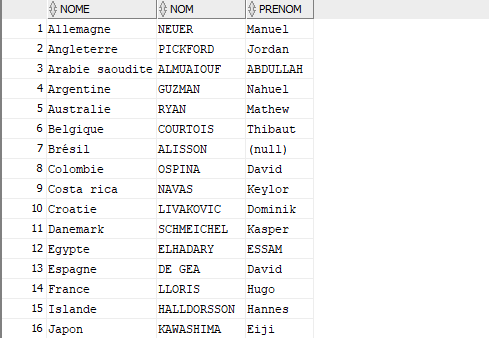 NOME NOM PRENOM
1 Allemagne NEUER Manuel
2 Angleterre PICKFORD Jordan
3 Arabie saoudite ALMUAIOUF ABDULLAH
4 Argentine GUZMAN Nahuel
5 Australie RYAN Mathew
6 Belgique COURTOIS Thibaut
7 Brésil ALISSON (null)
8 Colombie OSPINA David
9 Costa rica NAVAS Keylor
10 Croatie LIVAKOVIC Dominik
11 Danemark SCHMEICHEL Kasper
12 Egypte ELHADARY ESSAM
13 Espagne DE GEA David
14 France LLORIS Hugo
15 Islande HALLDORSSON Hannes
16 Japon KAWASHIMA Eiji